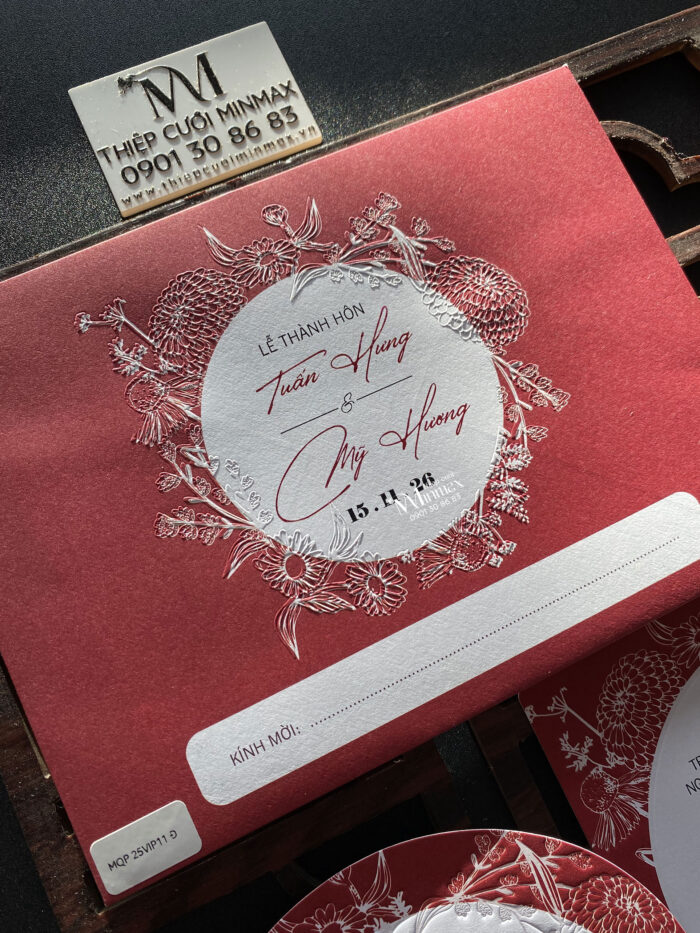 THIỆP CƯỚI MINMAX
0901 30 86 83
www.thiepcuoiminmax.vn
LỄ THÀNH HÔN
Tuấn Hưng
&
Mỹ Hương
15 . 11 . 26
Minmax
0901 30 86 83
KÍNH MỜI:
MQP 25VIP11 Đ